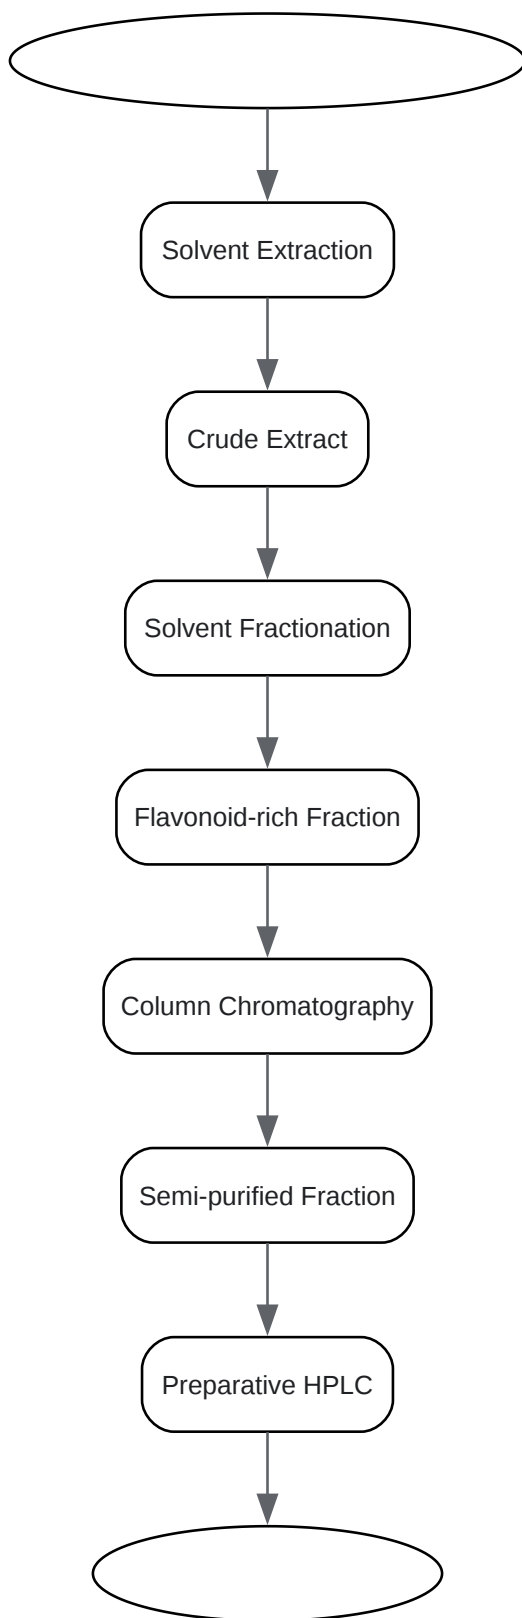 Solvent Extraction
Crude Extract
Solvent Fractionation
Flavonoid-rich Fraction
Column Chromatography
Semi-purified Fraction
Preparative HPLC